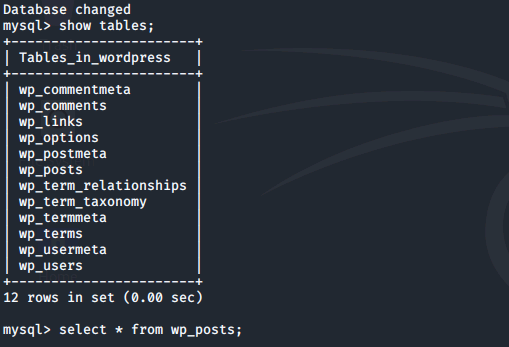 Database changed
mysql> show tables;
+-----------------------+
| Tables_in_wordpress   |
+-----------------------+
| wp_commentmeta        |
| wp_comments           |
| wp_links              |
| wp_options            |
| wp_postmeta           |
| wp_posts              |
| wp_term_relationships |
| wp_term_taxonomy      |
| wp_termmeta           |
| wp_terms              |
| wp_usermeta           |
| wp_users              |
+-----------------------+
12 rows in set (0.00 sec)
mysql> select * from wp_posts;